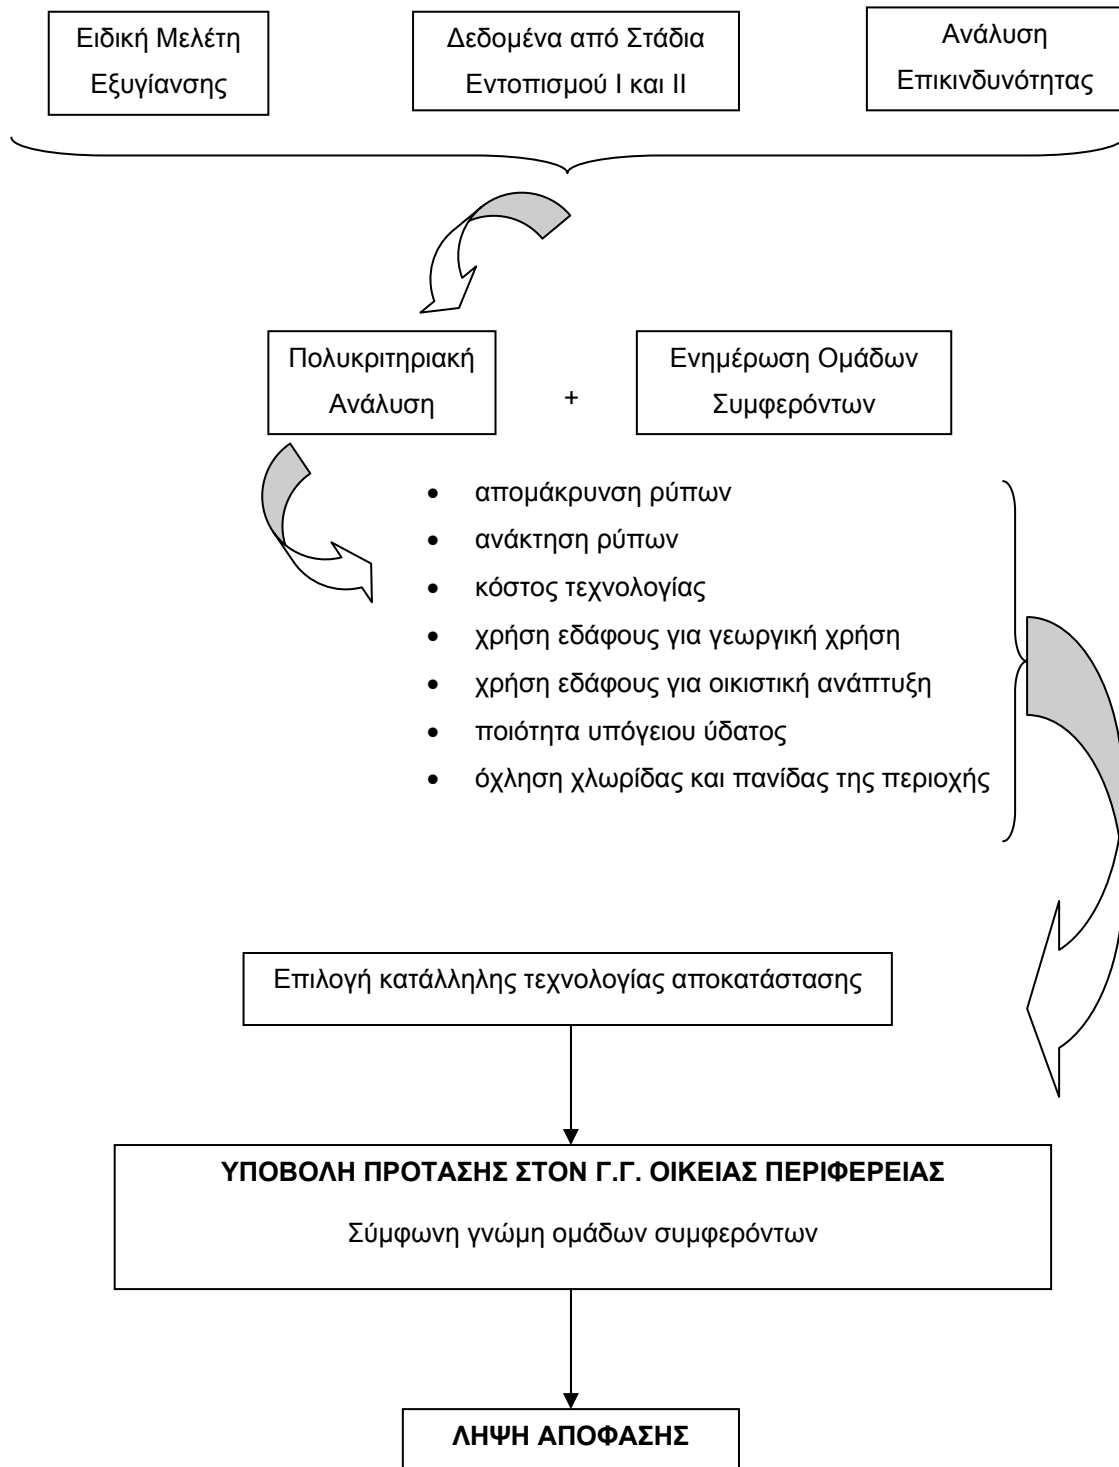 Ειδική Μελέτη
Εξυγίανσης
Δεδομένα από Στάδια
Εντοπισμού Ι και ΙΙ
Ανάλυση
Επικινδυνότητας
Πολυκριτηριακή
Ανάλυση
+
Ενημέρωση Ομάδων
Συμφερόντων
• απομάκρυνση ρύπων
• ανάκτηση ρύπων
• κόστος τεχνολογίας
• χρήση εδάφους για γεωργική χρήση
• χρήση εδάφους για οικιστική ανάπτυξη
• ποιότητα υπόγειου ύδατος
• όχληση χλωρίδας και πανίδας της περιοχής
Επιλογή κατάλληλης τεχνολογίας αποκατάστασης
ΥΠΟΒΟΛΗ ΠΡΟΤΑΣΗΣ ΣΤΟΝ Γ.Γ. ΟΙΚΕΙΑΣ ΠΕΡΙΦΕΡΕΙΑΣ
Σύμφωνη γνώμη ομάδων συμφερόντων
ΛΗΨΗ ΑΠΟΦΑΣΗΣ